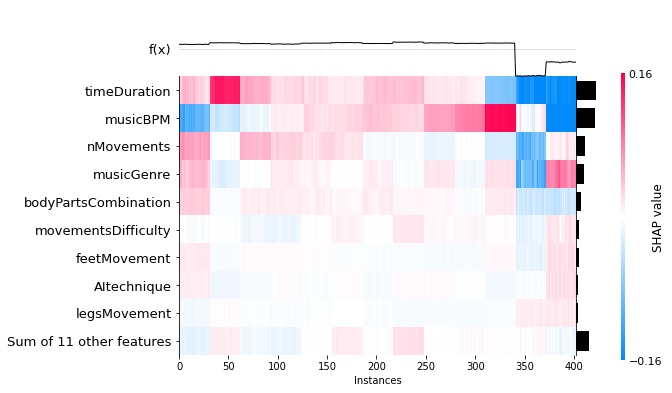 f(x)
timeDuration
musicBPM
nMovements
musicGenre
bodyPartsCombination
movementsDifficulty
feetMovement
AItechnique
legsMovement
Sum of 11 other features
0 50 100 150 200 250 300 350 400
Instances
0.16
SHAP value
−0.16